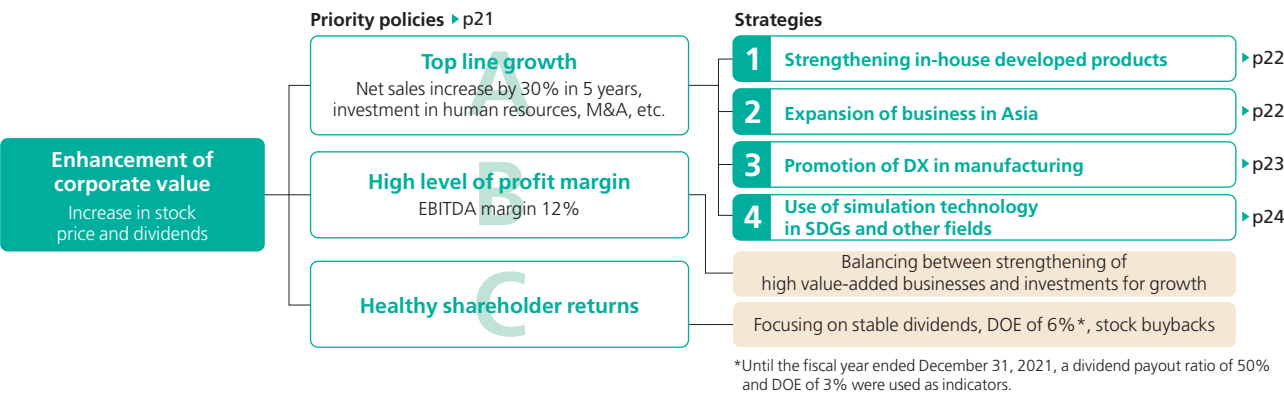 Priority policies ▶ p21
Strategies
Enhancement of
corporate value
Increase in stock
price and dividends
A
Top line growth
Net sales increase by 30% in 5 years,
investment in human resources, M&A, etc.
B
High level of profit margin
EBITDA margin 12%
C
Healthy shareholder returns
1 Strengthening in-house developed products ▶p22
2 Expansion of business in Asia ▶p22
3 Promotion of DX in manufacturing ▶p23
4 Use of simulation technology
in SDGs and other fields ▶p24
Balancing between strengthening of
high value-added businesses and investments for growth
Focusing on stable dividends, DOE of 6%*, stock buybacks
*Until the fiscal year ended December 31, 2021, a dividend payout ratio of 50%
and DOE of 3% were used as indicators.